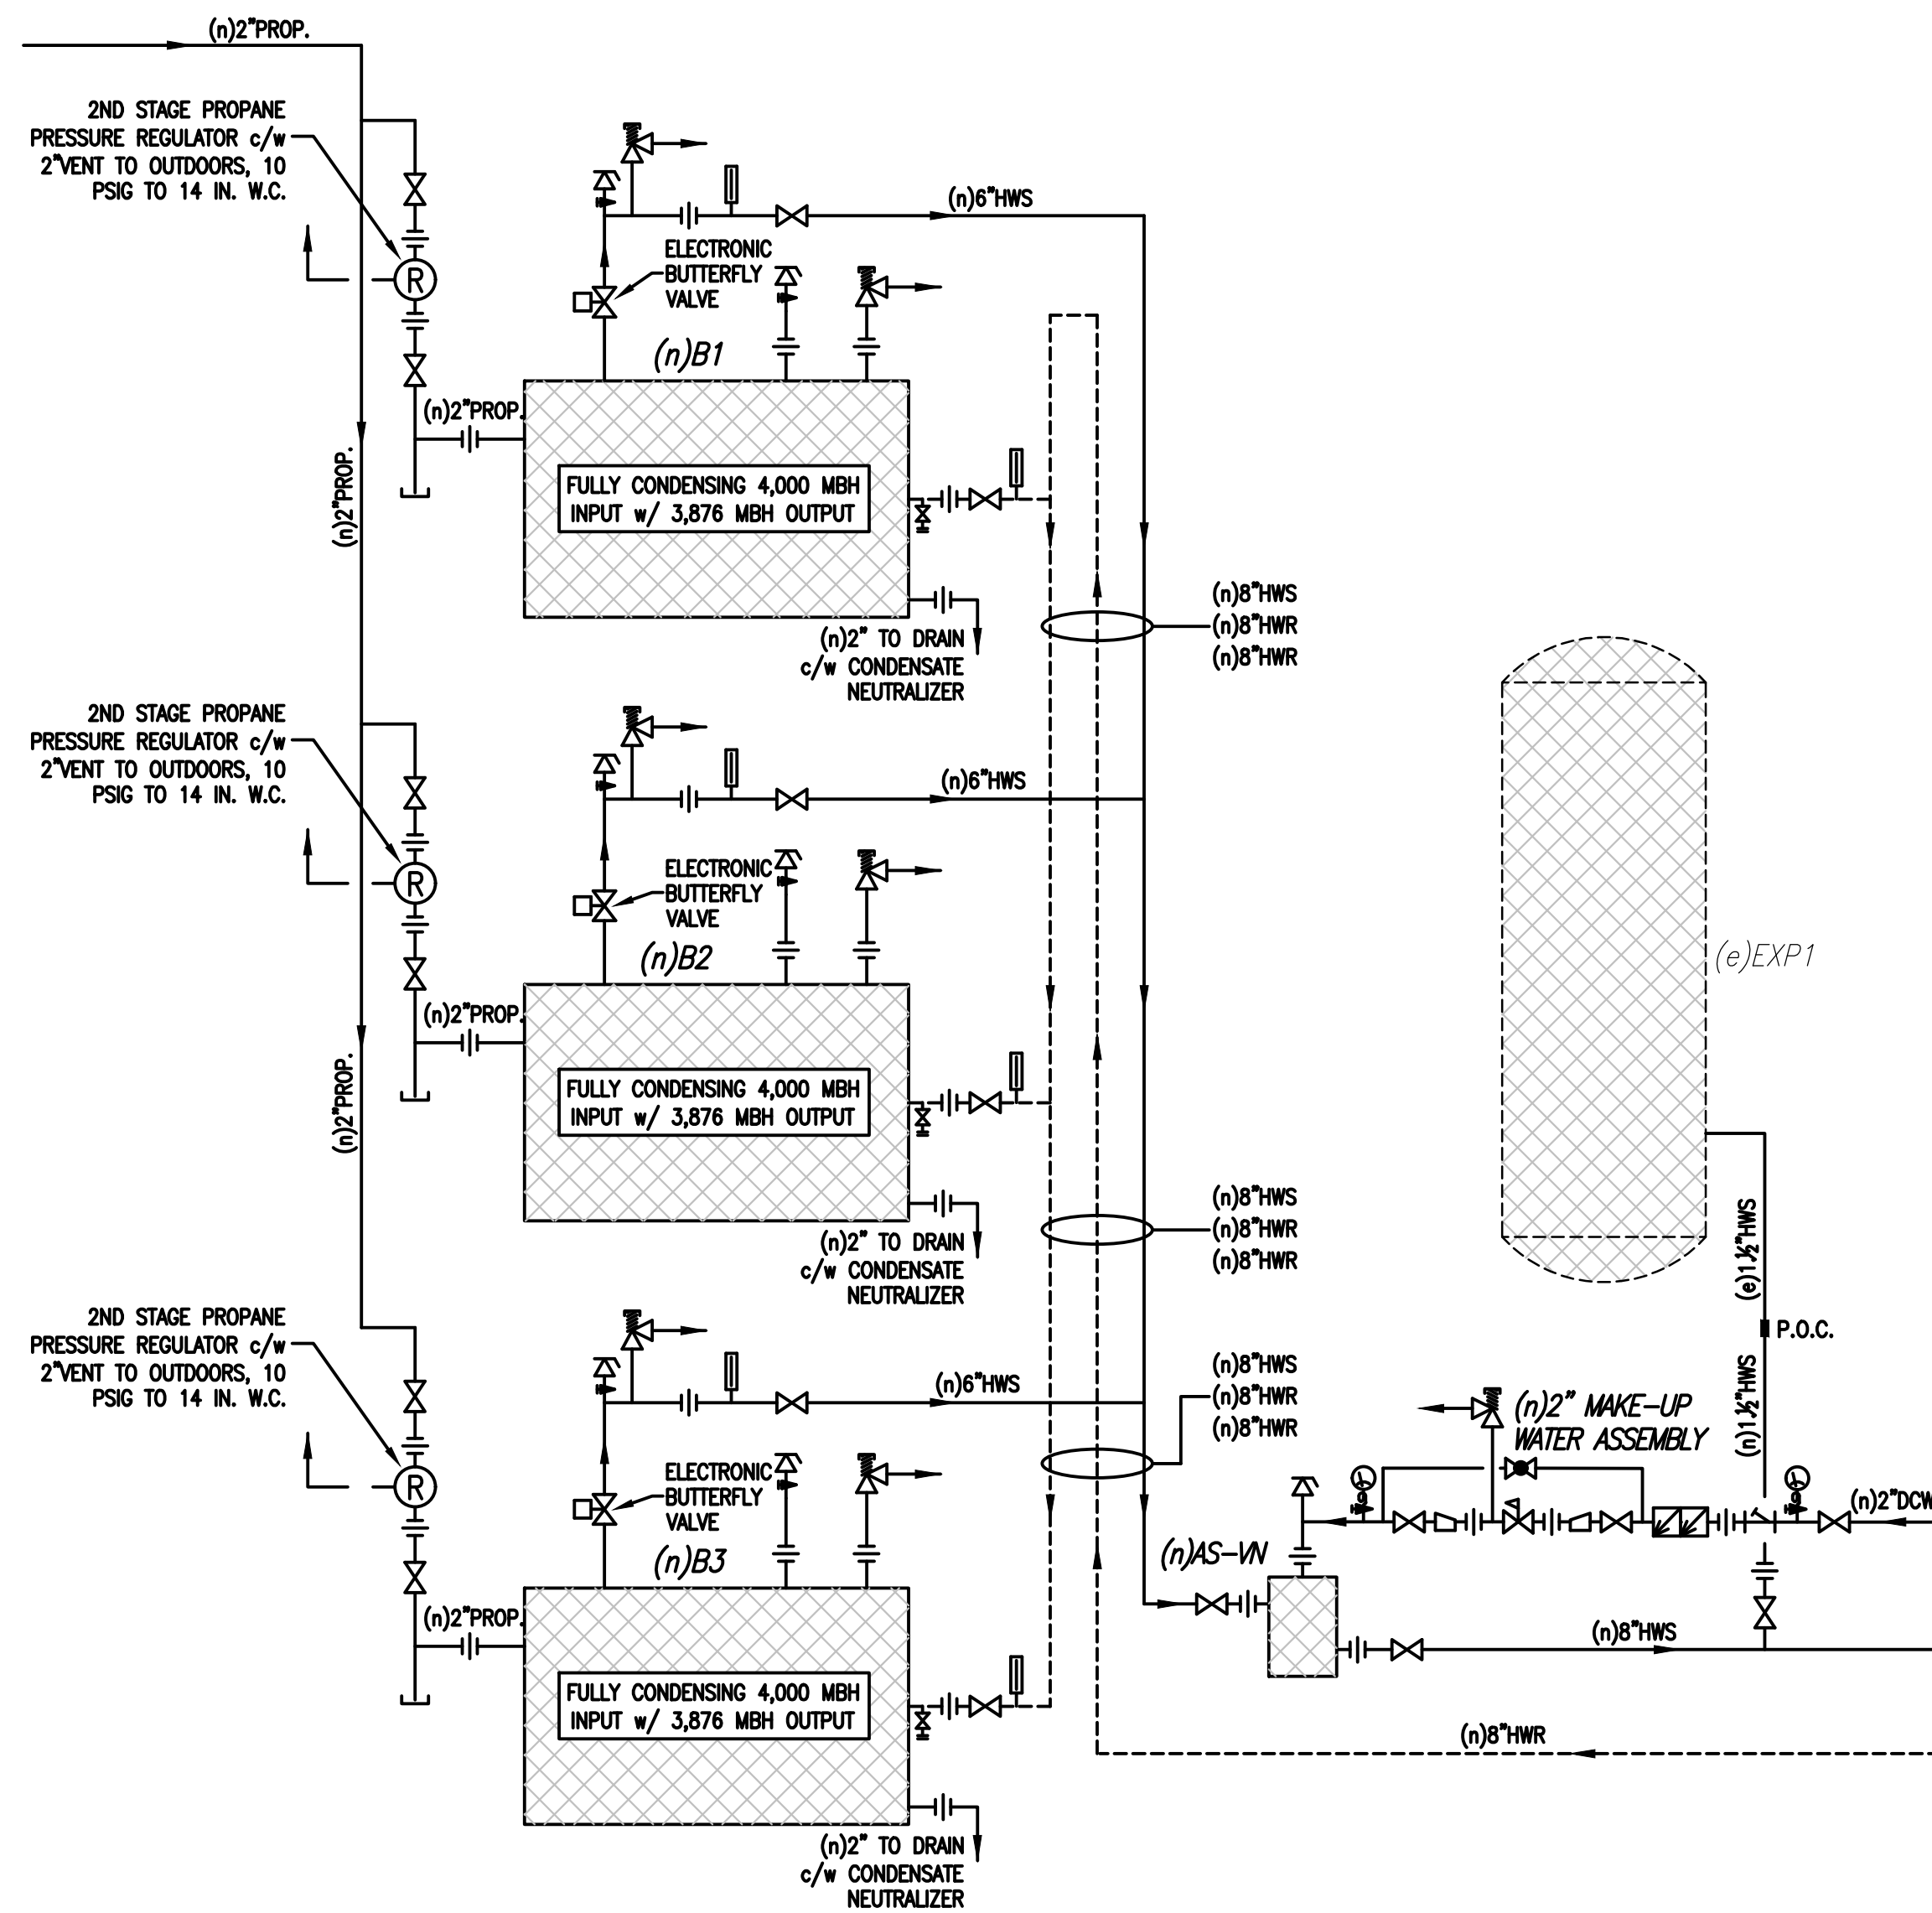 (n)2"PROP.
2ND STAGE PROPANE
PRESSURE REGULATOR c/w
2"VENT TO OUTDOORS, 10
PSIG TO 14 IN. W.C.
R
(n)6"HWS
ELECTRONIC
BUTTERFLY
VALVE
(n)B1
(n)2"PROP.
(n)2"PROP.
FULLY CONDENSING 4,000 MBH
INPUT w/ 3,876 MBH OUTPUT
(n)2" TO DRAIN
c/w CONDENSATE
NEUTRALIZER
(n)8"HWS
(n)8"HWR
(n)8"HWR
2ND STAGE PROPANE
PRESSURE REGULATOR c/w
2"VENT TO OUTDOORS, 10
PSIG TO 14 IN. W.C.
R
(n)6"HWS
ELECTRONIC
BUTTERFLY
VALVE
(n)B2
(n)2"PROP.
(n)2"PROP.
FULLY CONDENSING 4,000 MBH
INPUT w/ 3,876 MBH OUTPUT
(n)2" TO DRAIN
c/w CONDENSATE
NEUTRALIZER
(n)8"HWS
(n)8"HWR
(n)8"HWR
(e)EXP1
(e)1½"HWS
P.O.C.
(n)1½"HWS
2ND STAGE PROPANE
PRESSURE REGULATOR c/w
2"VENT TO OUTDOORS, 10
PSIG TO 14 IN. W.C.
R
(n)6"HWS
(n)8"HWS
(n)8"HWR
(n)8"HWR
ELECTRONIC
BUTTERFLY
VALVE
(n)B3
(n)2" MAKE-UP
WATER ASSEMBLY
(n)2"DCW
(n)AS-VN
(n)2"PROP.
FULLY CONDENSING 4,000 MBH
INPUT w/ 3,876 MBH OUTPUT
(n)8"HWS
(n)8"HWR
(n)2" TO DRAIN
c/w CONDENSATE
NEUTRALIZER